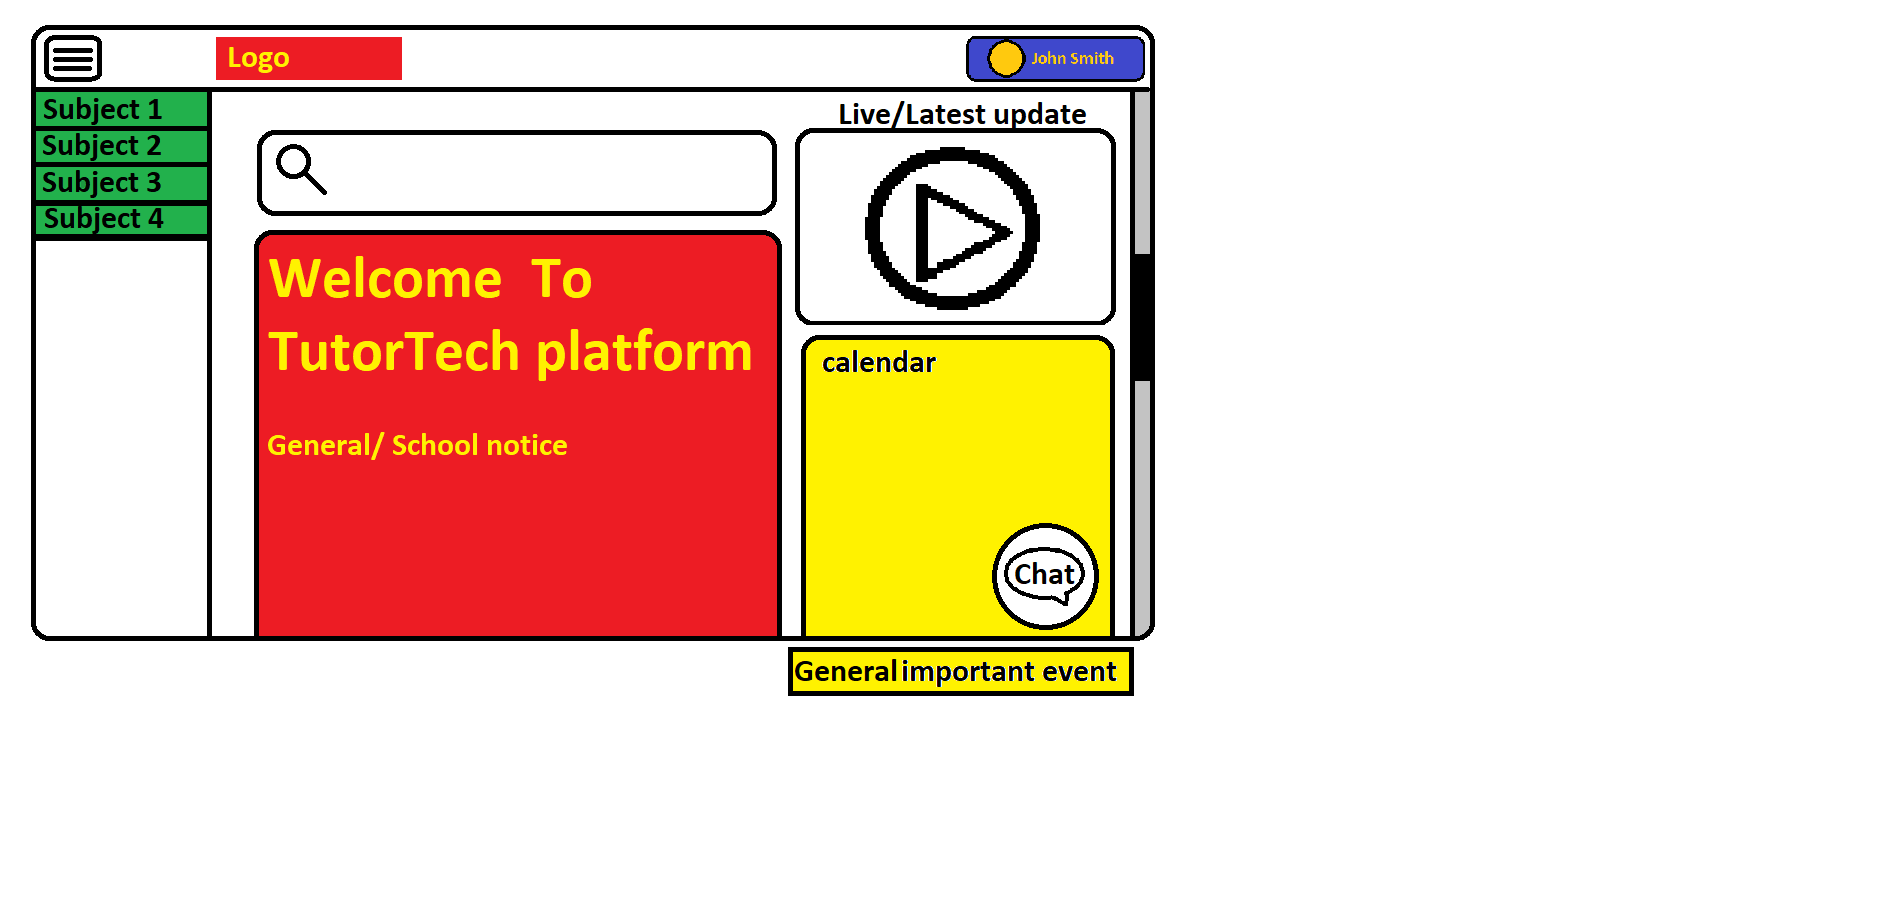 Logo
John Smith
Subject 1
Subject 2
Subject 3
Subject 4
Live/Latest update
Welcome To
TutorTech platform
General/ School notice
calendar
Chat
General important event